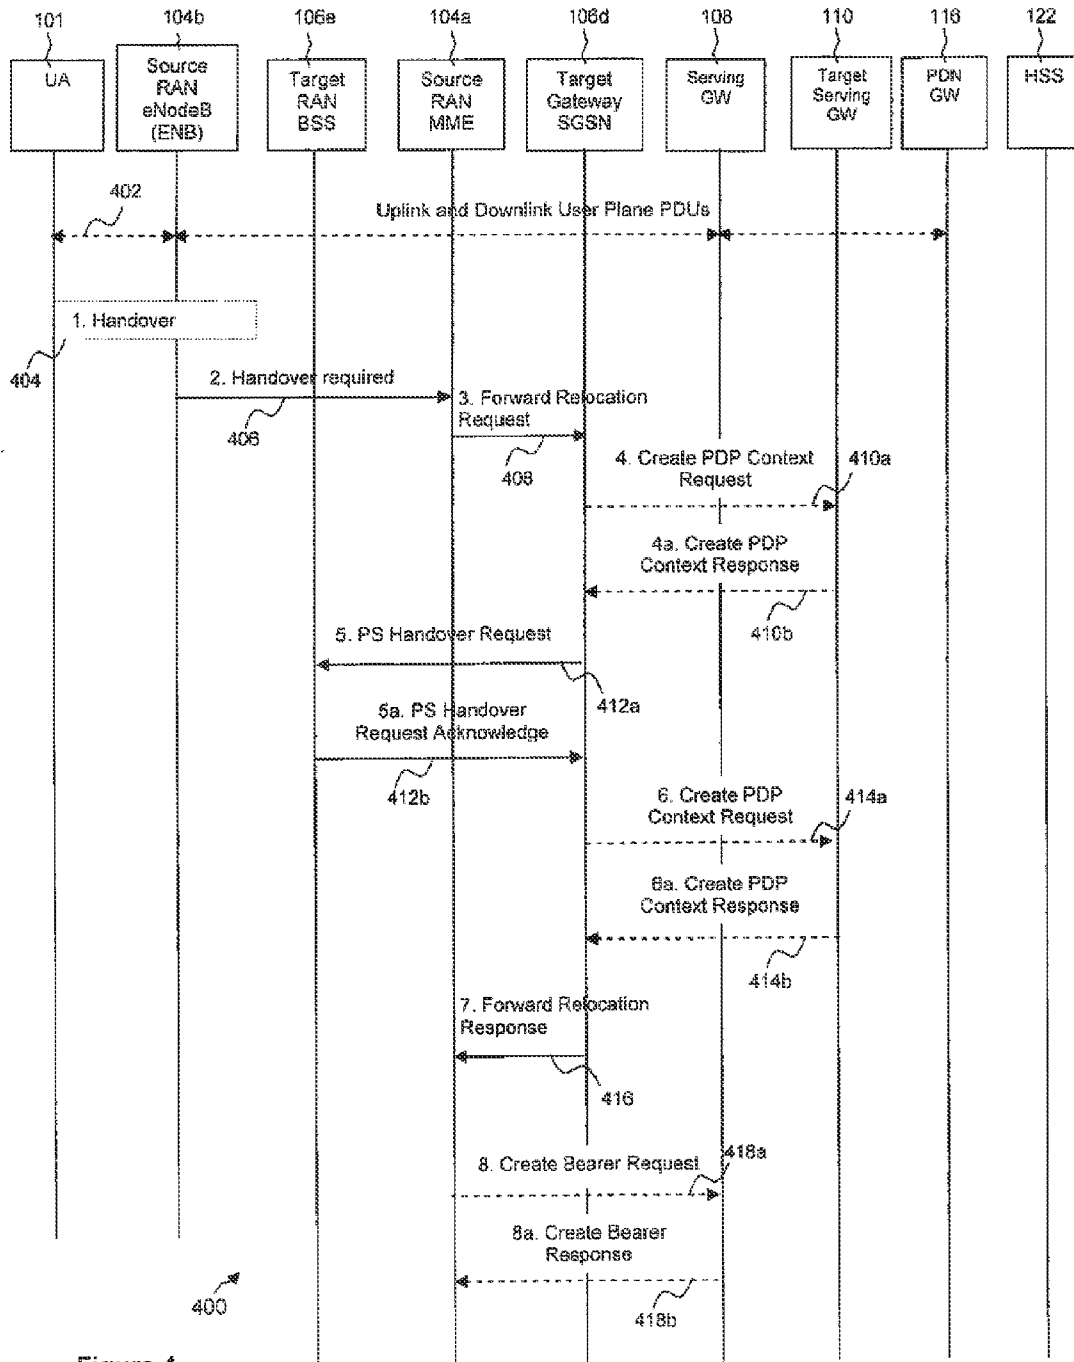 101 104b 106e 104a 106d 108 110 116 122
UA
Source
RAN
eNodeB
(ENB)
Target
RAN
BSS
Source
RAN
MME
Target
Gateway
SGSN
Serving
GW
Target
Serving
GW
PDN
GW
HSS
402
Uplink and Downlink User Plane PDUs
1. Handover
404
2. Handover required
406
3. Forward Relocation
Request
408
4. Create PDP Context
Request
410a
4a. Create PDP
Context Response
410b
5. PS Handover Request
412a
5a. PS Handover
Request Acknowledge
412b
6. Create PDP
Context Request
414a
6a. Create PDP
Context Response
414b
7. Forward Relocation
Response
416
8. Create Bearer Request
418a
8a. Create Bearer
Response
418b
400